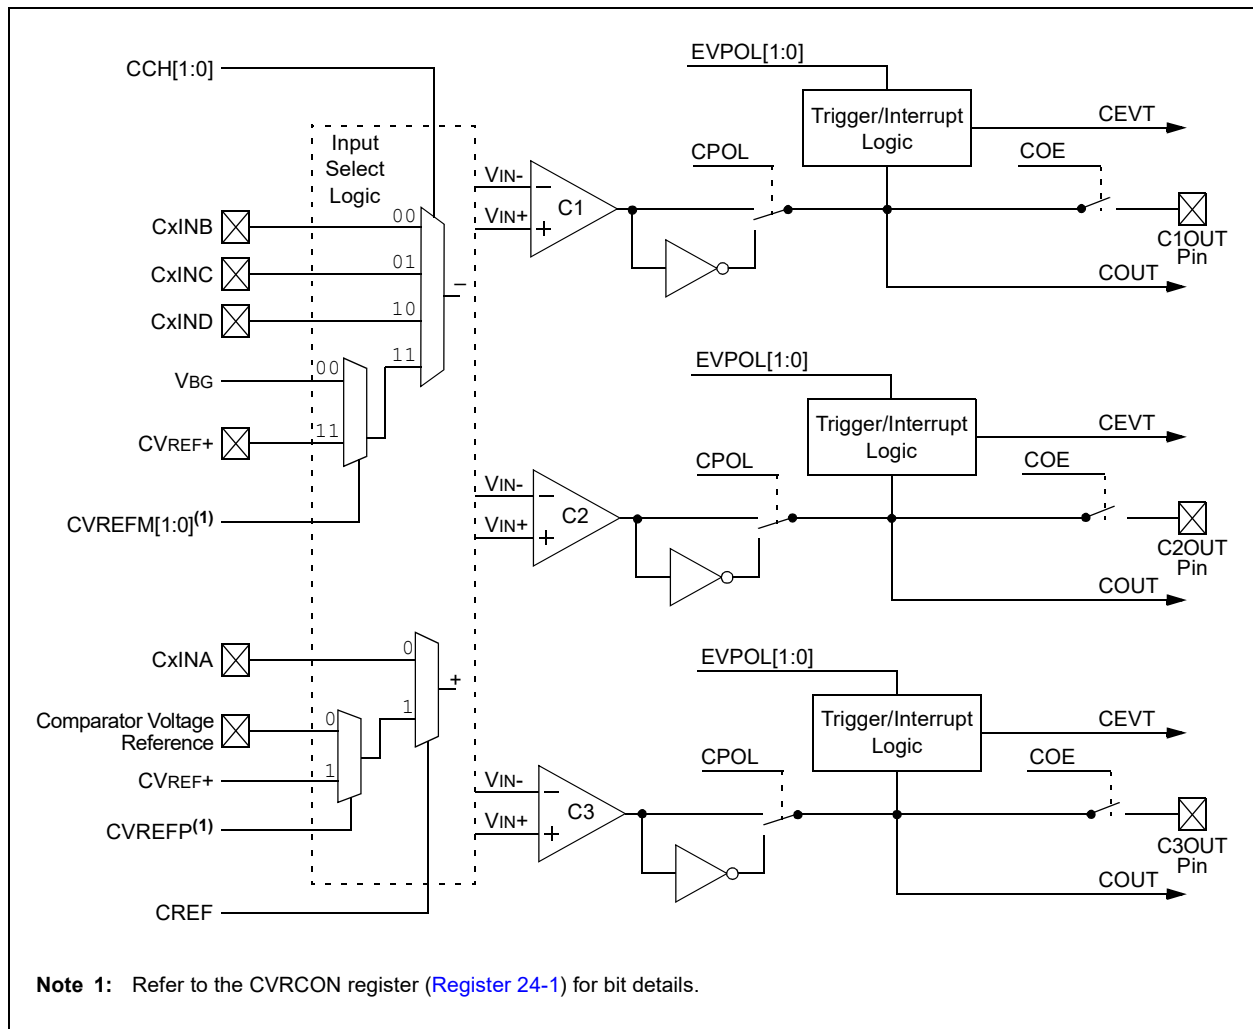 CCH[1:0]
Input
Select
Logic
CxINB
00
CxINC
01
CxIND
10
11
–
VBG
00
CVREF+
11
CVREFM[1:0](1)
CxINA
0
+
Comparator Voltage
Reference
0
1
CVREF+
1
CVREFP(1)
CREF
EVPOL[1:0]
Trigger/Interrupt
Logic
CEVT
CPOL
COE
VIN-
–
VIN+
+
C1
C1OUT
Pin
COUT
EVPOL[1:0]
Trigger/Interrupt
Logic
CEVT
CPOL
COE
VIN-
–
VIN+
+
C2
C2OUT
Pin
COUT
EVPOL[1:0]
Trigger/Interrupt
Logic
CEVT
CPOL
COE
VIN-
–
VIN+
+
C3
C3OUT
Pin
COUT
Note 1: Refer to the CVRCON register (Register 24-1) for bit details.